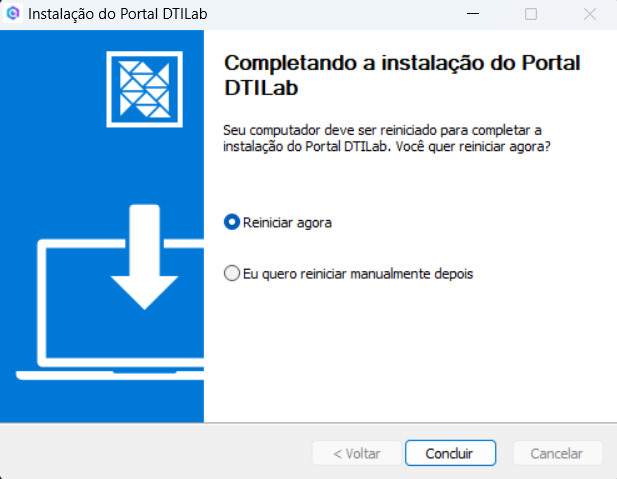 Instalação do Portal DTILab
Completando a instalação do Portal
DTILab
Seu computador deve ser reiniciado para completar a
instalação do Portal DTILab. Você quer reiniciar agora?
Reiniciar agora
Eu quero reiniciar manualmente depois
< Voltar
Concluir
Cancelar